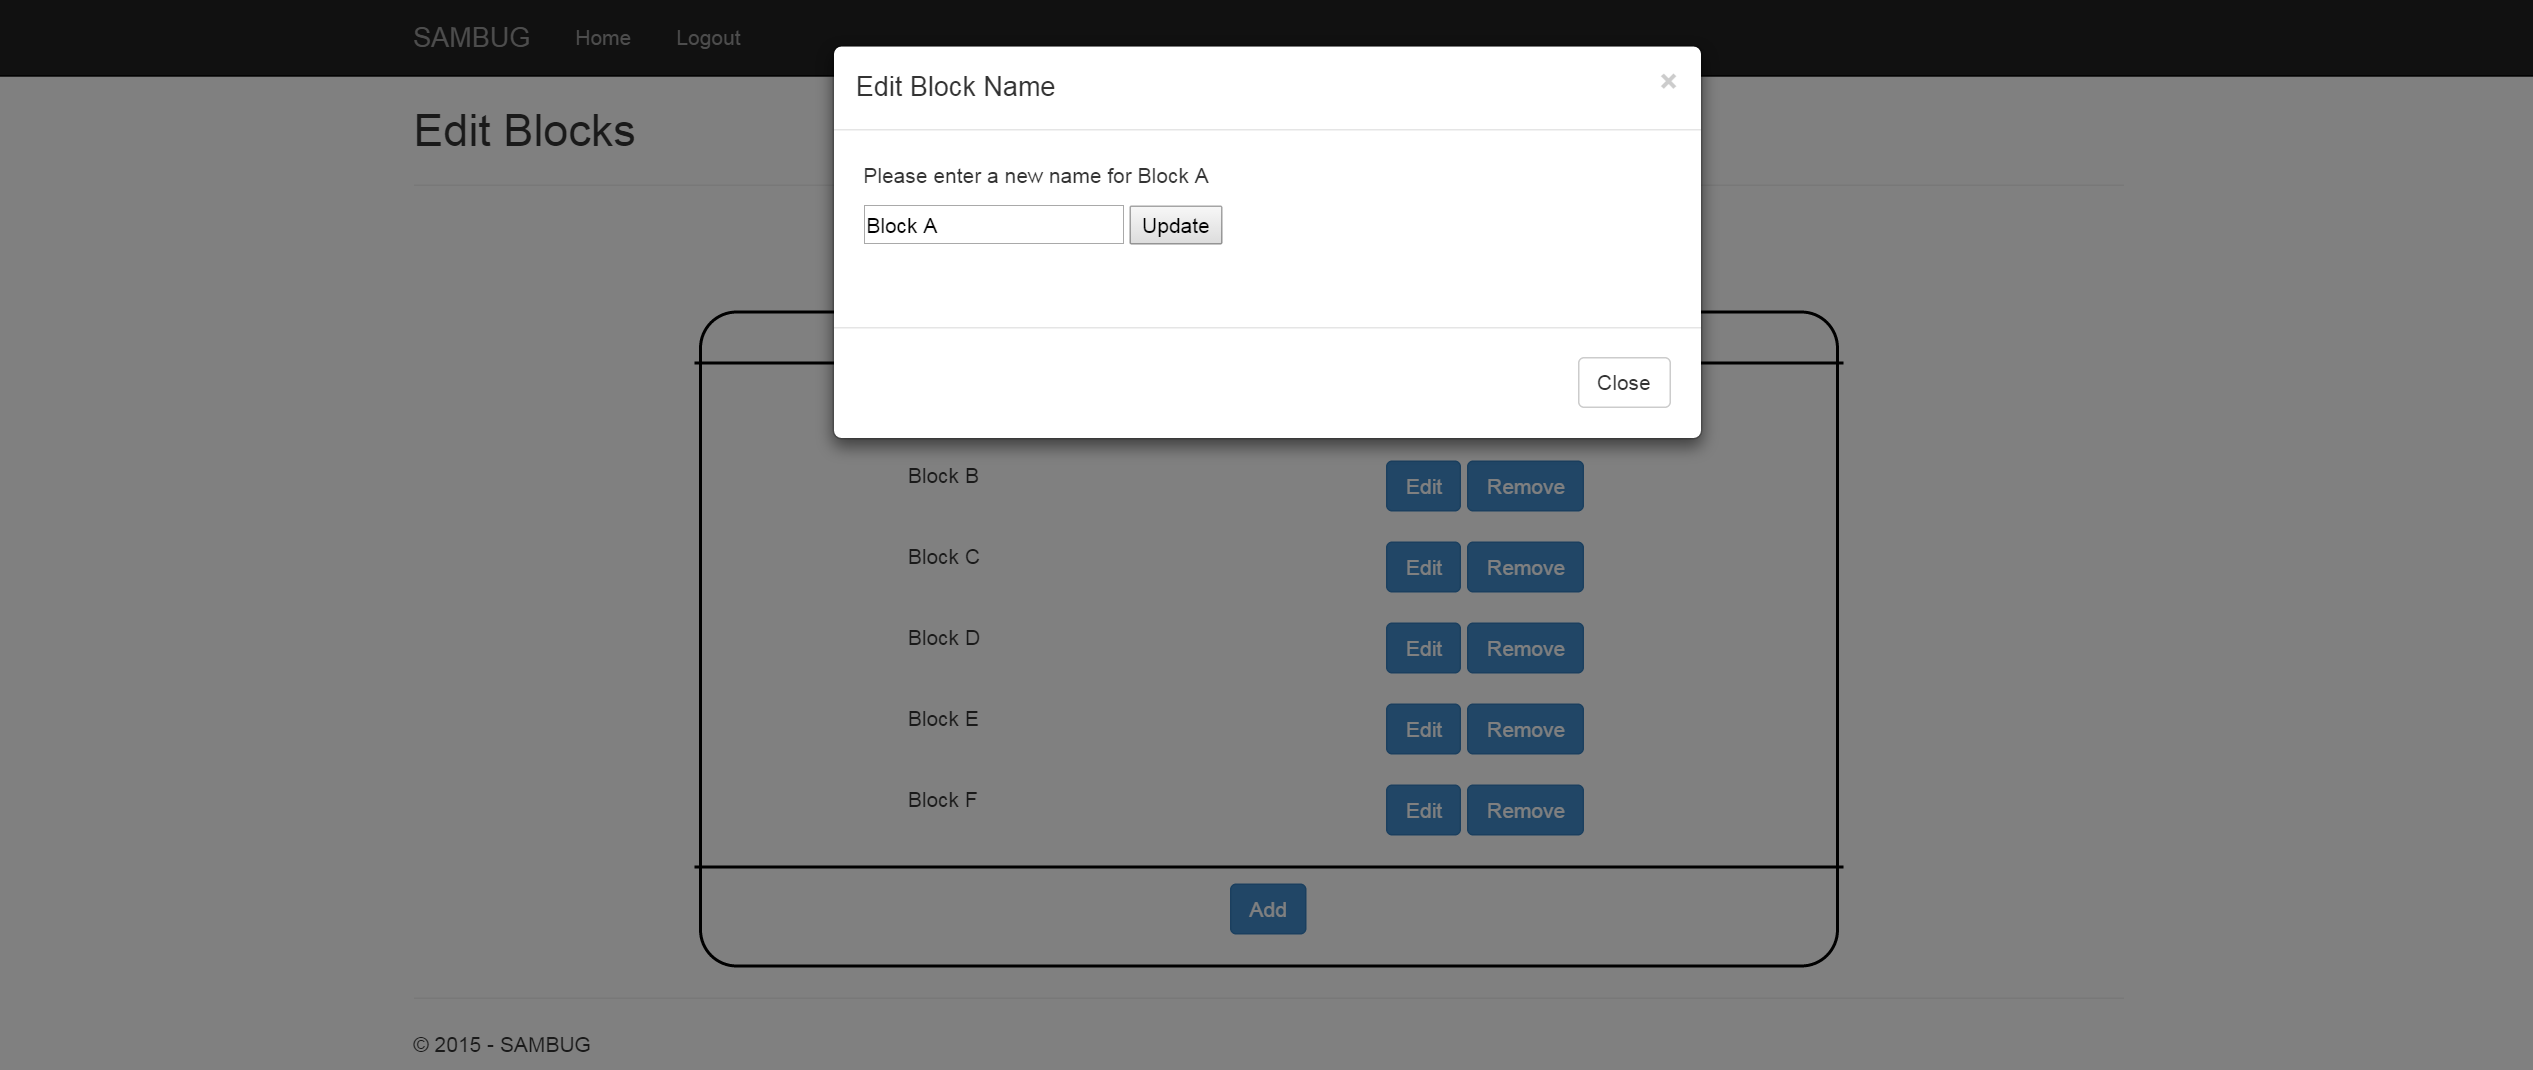 SAMBUG Home Logout
Edit Block Name ×
Edit Blocks
Please enter a new name for Block A
Block A Update
Close
Block B Edit Remove
Block C Edit Remove
Block D Edit Remove
Block E Edit Remove
Block F Edit Remove
Add
© 2015 - SAMBUG